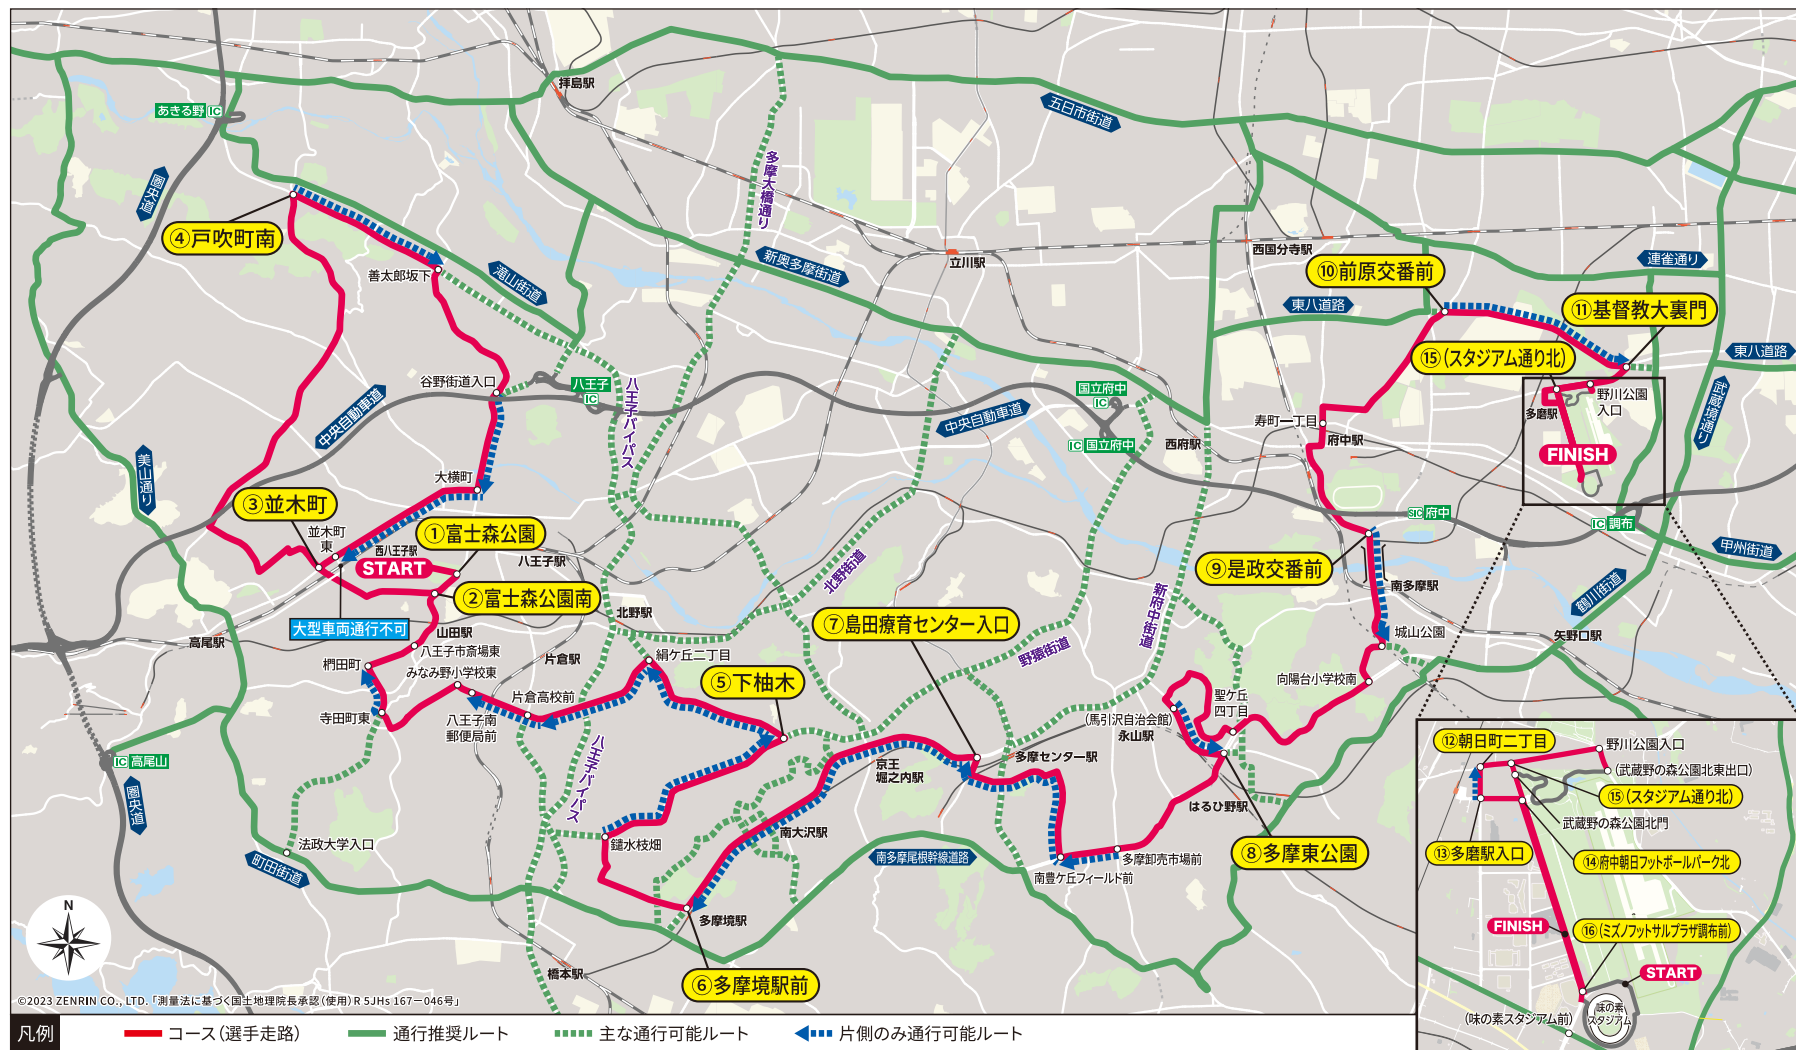 拝島駅
五日市街道
あきる野 IC
圏央道
多摩大橋通り
④戸吹町南
善太郎坂下
滝山街道
新奥多摩街道
立川駅
西国分寺駅
連雀通り
⑩前原交番前
東八道路
⑪基督教大裏門
⑮(スタジアム通り北)
東八道路
谷野街道入口
八王子
IC
八王子バイパス
国立府中
IC
中央自動車道
中央自動車道
IC 国立府中
西府駅
寿町一丁目
府中駅
多磨駅
野川公園
入口
武蔵境通り
FINISH
美山通り
大横町
③並木町
並木町
東
西八王子駅
①富士森公園
START
八王子駅
SIC 府中
IC 調布
甲州街道
②富士森公園南
大型車両通行不可
北野街道
北野駅
新府中街道
⑨是政交番前
南多摩駅
鶴川街道
城山公園
矢野口駅
高尾駅
山田駅
八王子市斎場東
片倉駅
絹ケ丘二丁目
⑦島田療育センター入口
野猿街道
椚田町
みなみ野小学校東
⑤下柚木
寺田町東
片倉高校前
八王子南
郵便局前
聖ケ丘
四丁目
向陽台小学校南
(馬引沢自治会館)
永山駅
多摩センター駅
京王
堀之内駅
八王子バイパス
IC 高尾山
圏央道
はるひ野駅
南大沢駅
鑓水枝畑
法政大学入口
町田街道
南多摩尾根幹線道路
多摩卸売市場前
南豊ケ丘フィールド前
⑧多摩東公園
多摩境駅
⑥多摩境駅前
橋本駅
N
⑫朝日町二丁目
野川公園入口
(武蔵野の森公園北東出口)
⑮(スタジアム通り北)
武蔵野の森公園北門
⑬多磨駅入口
⑭府中朝日フットボールパーク北
FINISH
⑯(ミズノフットサルプラザ調布前)
START
味の素
スタジアム
(味の素スタジアム前)
©2023 ZENRIN CO., LTD. 「測量法に基づく国土地理院長承認(使用)R 5JHs 167－046号」
凡例
コース(選手走路)
通行推奨ルート
主な通行可能ルート
片側のみ通行可能ルート